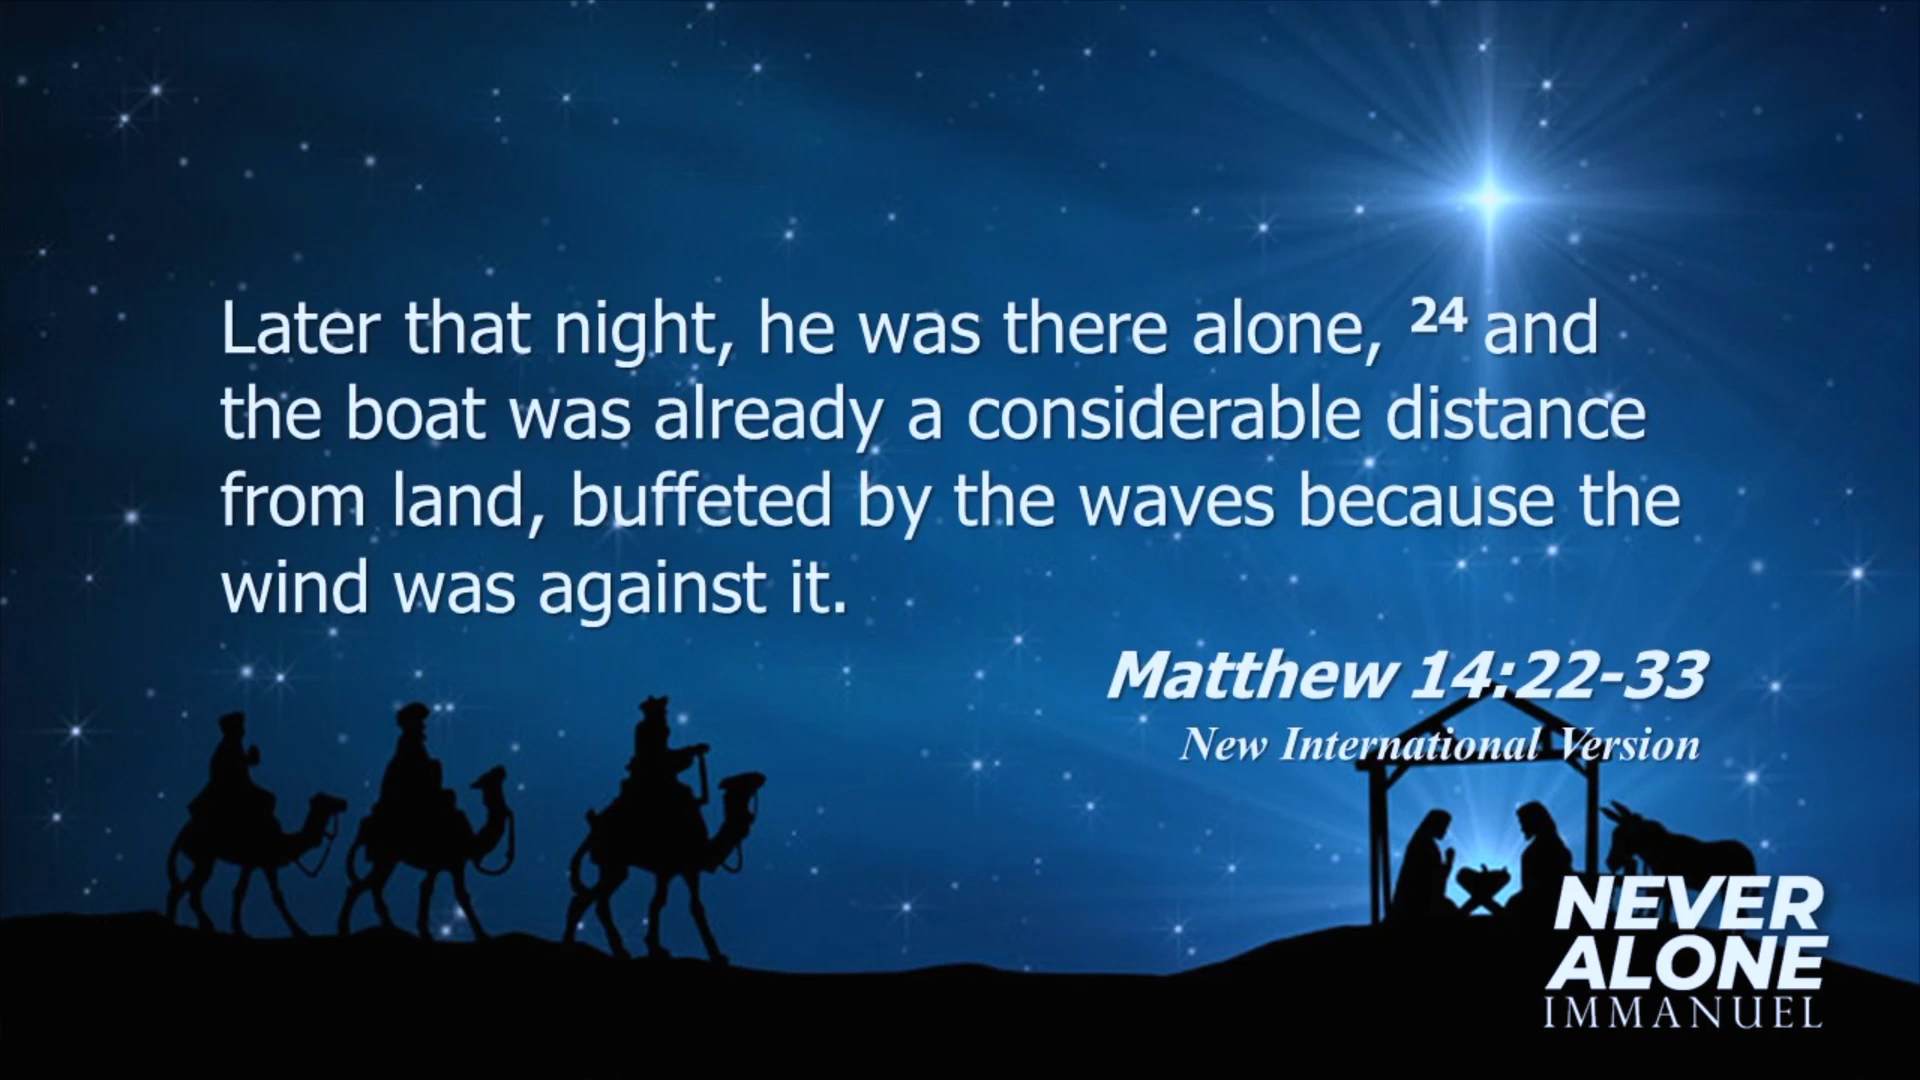 Later that night, he was there alone, 24 and
the boat was already a considerable distance
from land, buffeted by the waves because the
wind was against it.
Matthew 14:22-33
New International Version
NEVER
ALONE
IMMANUEL